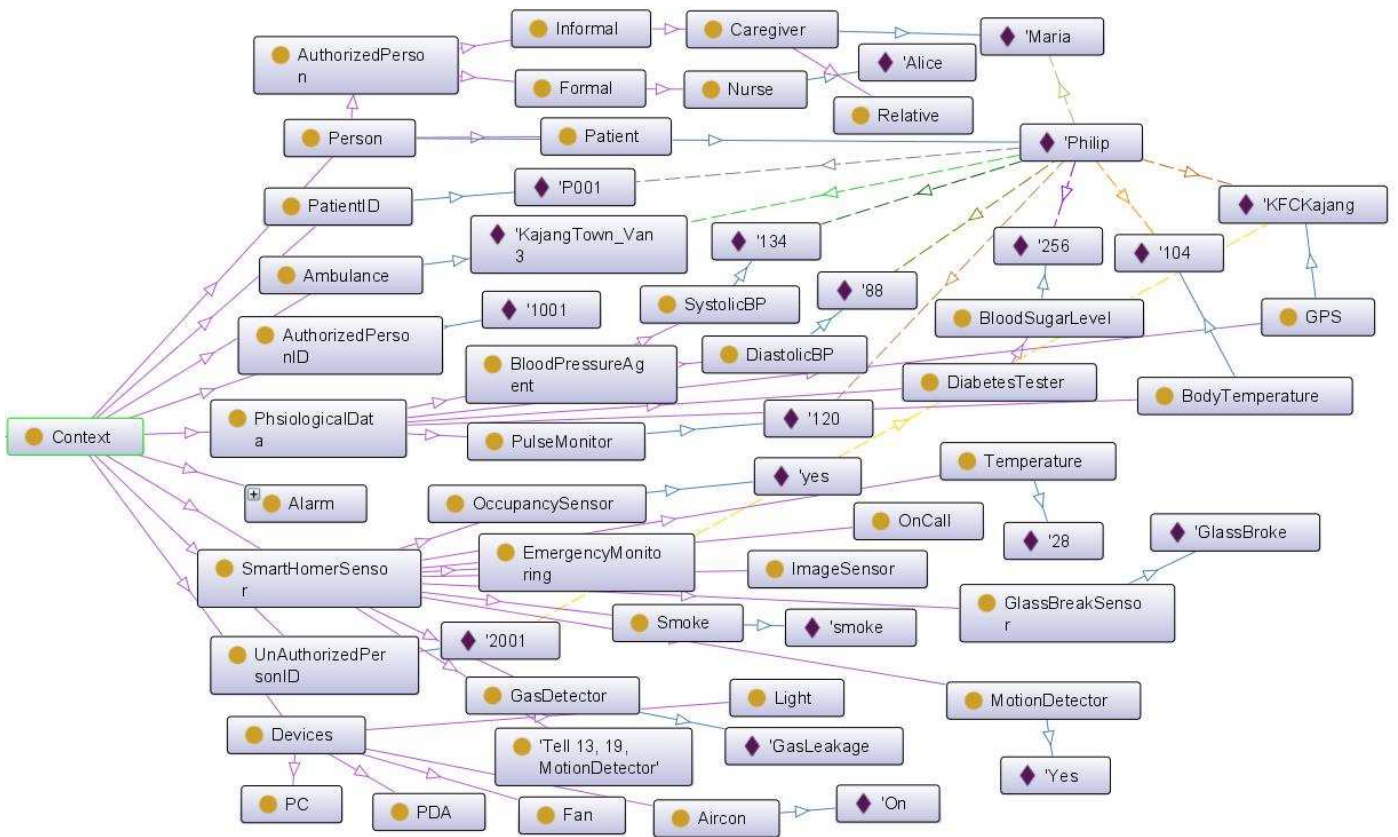 Informal
Caregiver
'Maria
AuthorizedPerso
n
'Alice
Formal
Nurse
Relative
Person
Patient
'Philip
'P001
PatientID
'KFCKajang
'KajangTown_Van
3
'134
'256
'104
Ambulance
'88
'1001
SystolicBP
BloodSugarLevel
GPS
AuthorizedPerso
nID
DiastolicBP
BloodPressureAg
ent
DiabetesTester
BodyTemperature
PhsiologicalDat
a
'120
Context
PulseMonitor
Temperature
'yes
OccupancySensor
Alarm
OnCall
'GlassBroke
'28
EmergencyMonito
ring
SmartHomerSenso
r
ImageSensor
GlassBreakSenso
r
Smoke
'smoke
'2001
UnAuthorizedPer
sonID
GasDetector
Light
MotionDetector
Devices
'Tell 13, 19,
MotionDetector'
'GasLeakage
'Yes
PC
PDA
Fan
Aircon
'On